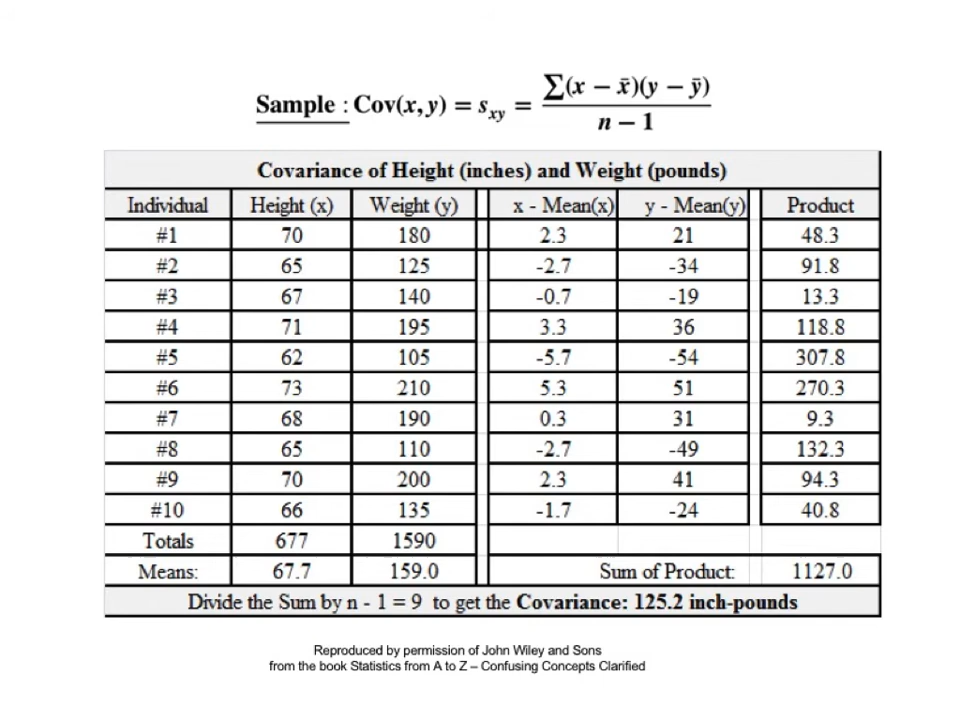 Sample : Cov(x, y) = sxy = ∑(x − x̄)(y − ȳ) / n − 1
Covariance of Height (inches) and Weight (pounds)
Individual Height (x) Weight (y) x - Mean(x) y - Mean(y) Product
#1 70 180 2.3 21 48.3
#2 65 125 -2.7 -34 91.8
#3 67 140 -0.7 -19 13.3
#4 71 195 3.3 36 118.8
#5 62 105 -5.7 -54 307.8
#6 73 210 5.3 51 270.3
#7 68 190 0.3 31 9.3
#8 65 110 -2.7 -49 132.3
#9 70 200 2.3 41 94.3
#10 66 135 -1.7 -24 40.8
Totals 677 1590
Means: 67.7 159.0 Sum of Product: 1127.0
Divide the Sum by n - 1 = 9 to get the Covariance: 125.2 inch-pounds
Reproduced by permission of John Wiley and Sons
from the book Statistics from A to Z – Confusing Concepts Clarified